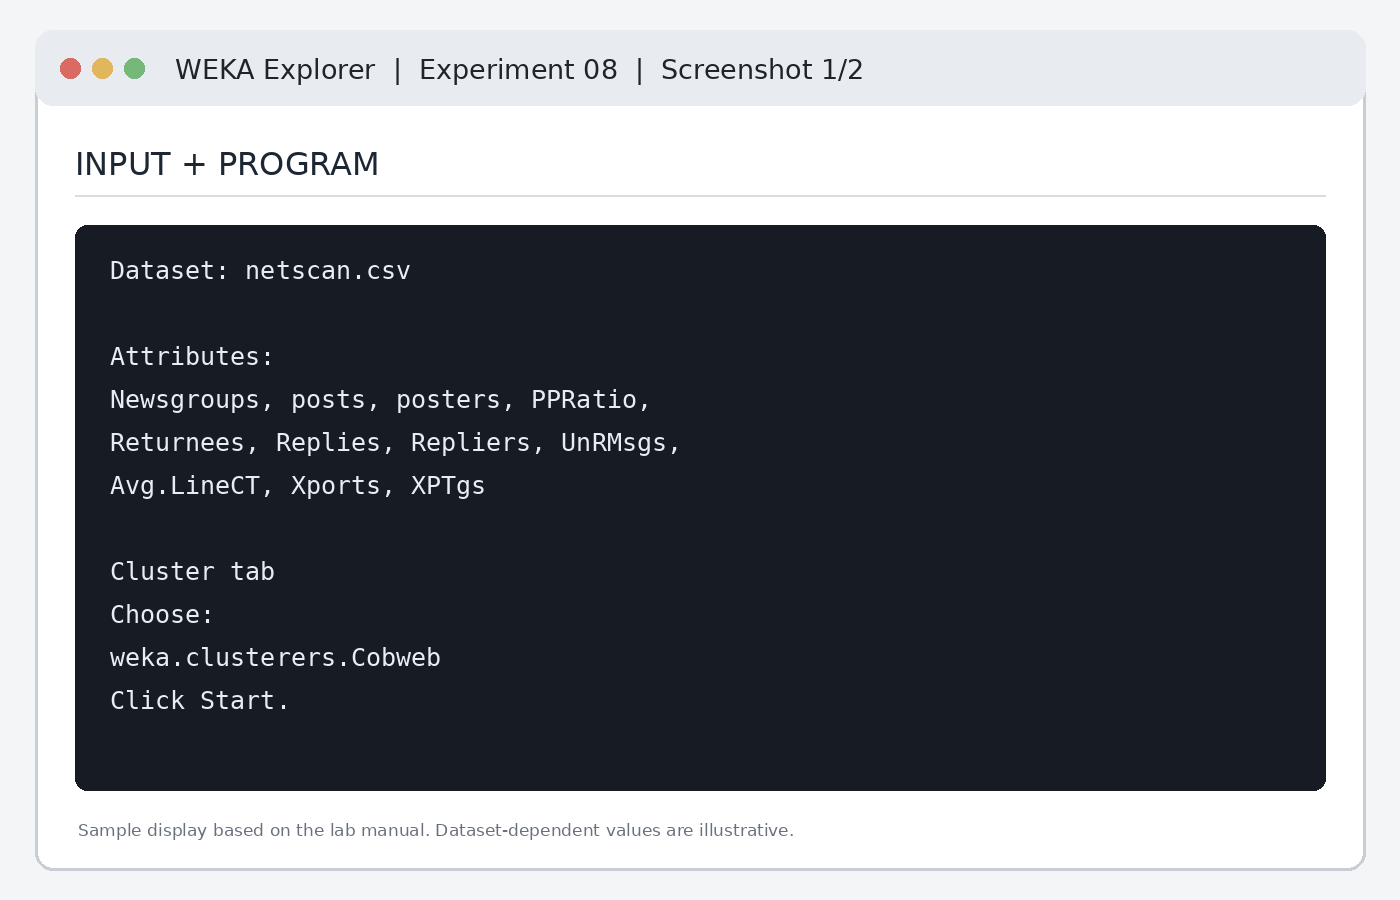 WEKA Explorer | Experiment 08 | Screenshot 1/2
INPUT + PROGRAM
Dataset: netscan.csv
Attributes:
Newsgroups, posts, posters, PPRatio,
Returnees, Replies, Repliers, UnRMsgs,
Avg.LineCT, Xports, XPTgs
Cluster tab
Choose:
weka.clusterers.Cobweb
Click Start.
Sample display based on the lab manual. Dataset-dependent values are illustrative.